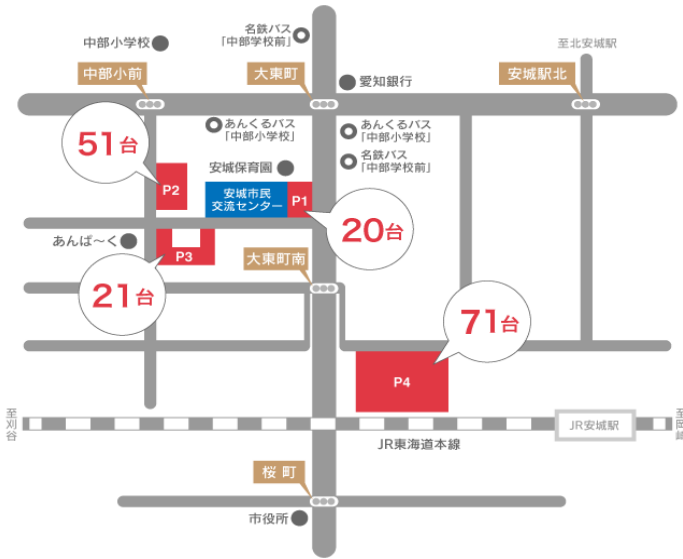 名鉄バス
「中部学校前」
中部小学校
至北安城駅
中部小前
大東町
安城駅北
愛知銀行
あんくるバス
「中部小学校」
あんくるバス
「中部小学校」
51台
名鉄バス
「中部学校前」
安城保育園
P2
安城市民
交流センター
P1
20台
あんぱ〜く
P3
大東町南
21台
71台
P4
至刈谷
至岡崎
JR安城駅
JR東海道本線
桜町
市役所